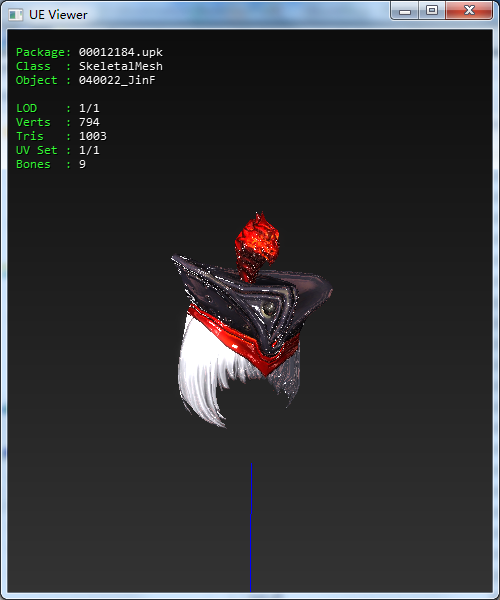 UE Viewer
Package: 00012184.upk
Class  : SkeletalMesh
Object : 040022_JinF
LOD    : 1/1
Verts  : 794
Tris   : 1003
UV Set : 1/1
Bones  : 9